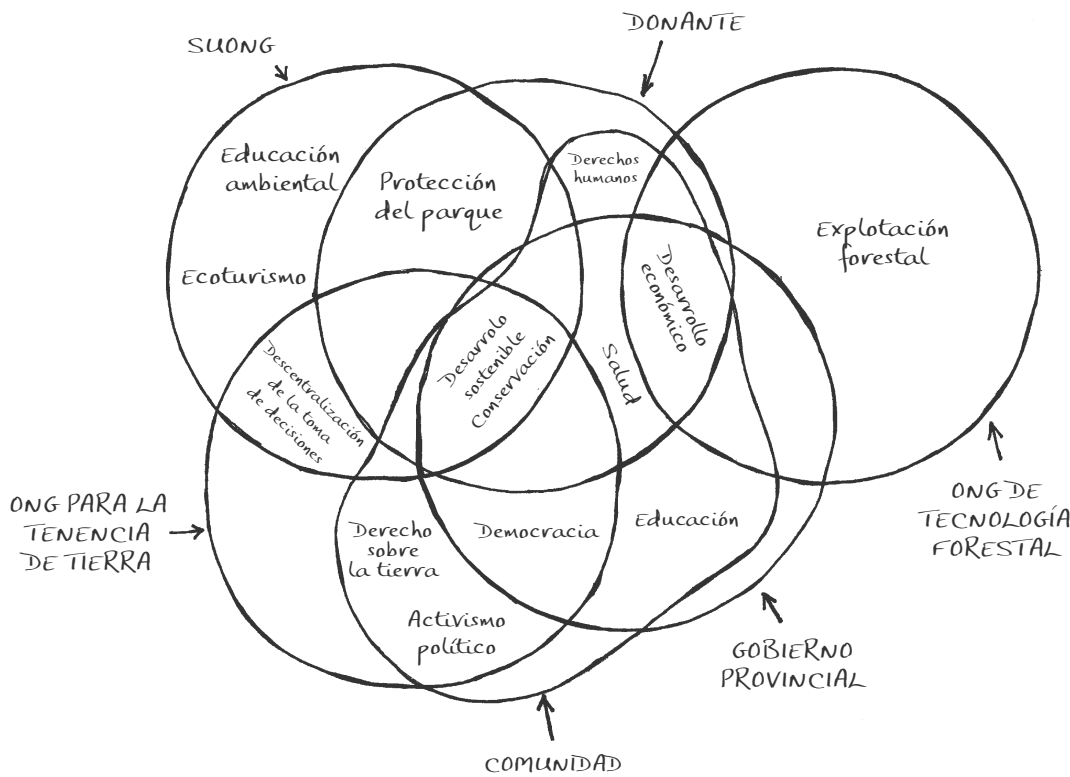 DONANTE
SUONG
Educación
ambiental
Protección
del parque
Derechos
humanos
Explotación
forestal
Ecoturismo
Desarrollo
económico
Desarrolo
sostenible
Conservación
Salud
Descentralización
de la toma
de decisiones
ONG PARA LA
TENENCIA
DE TIERRA
Derecho
sobre
la tierra
Democracia
Educación
ONG DE
TECNOLOGÍA
FORESTAL
Activismo
político
GOBIERNO
PROVINCIAL
COMUNIDAD